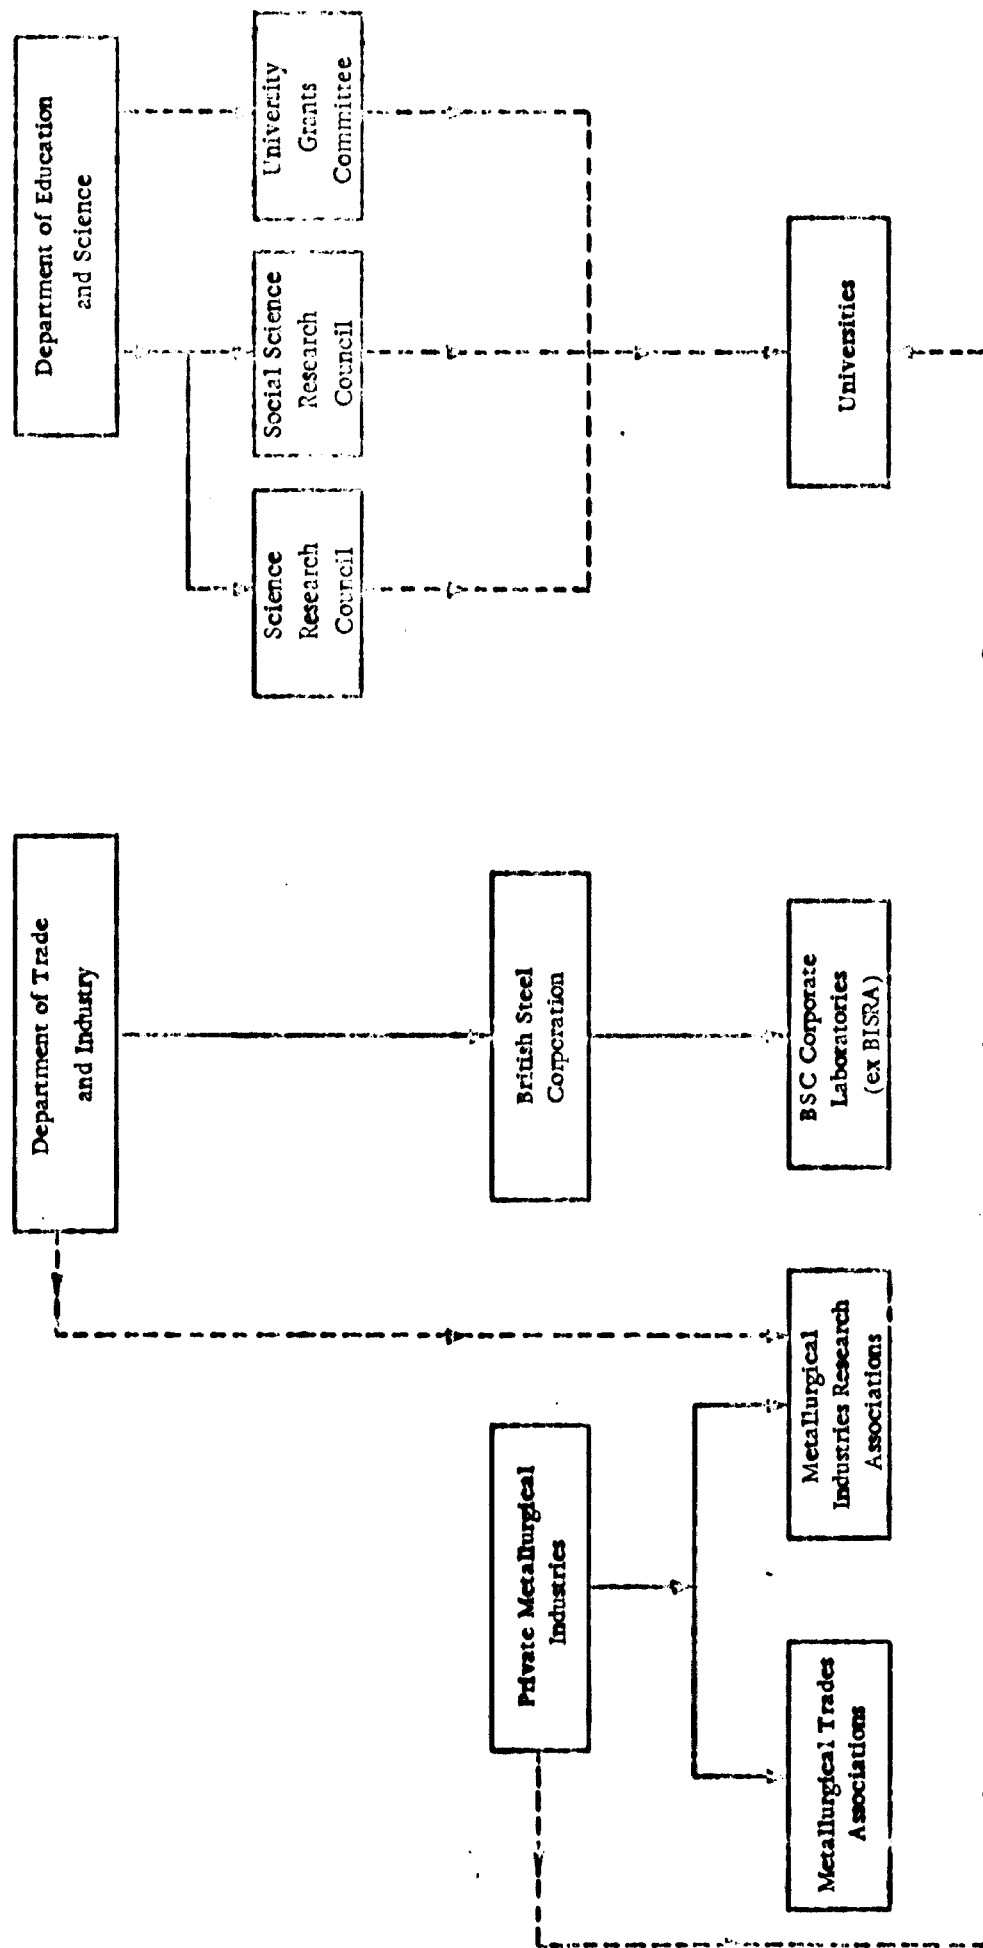 Department of Trade
and Industry
Department of Education
and Science
Science
Research
Council
Social Science
Research
Council
University
Grants
Committee
Private Metallurgical
Industries
British Steel
Corporation
Metallurgical Trades
Associations
Metallurgical
Industries Research
Associations
BSC Corporate
Laboratories
(ex BISRA)
Universities